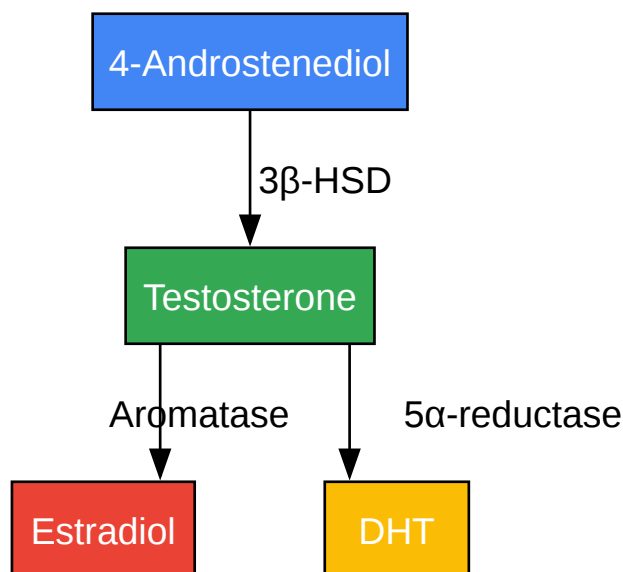 4-Androstenediol
3β-HSD
Testosterone
Aromatase
5α-reductase
Estradiol
DHT